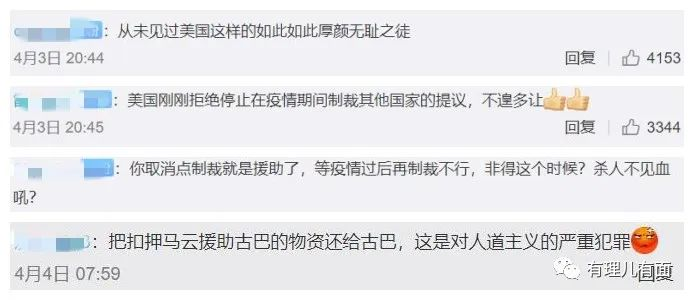 ：从未见过美国这样的如此如此厚颜无耻之徒
4月3日 20:44 回复 4153
：美国刚刚拒绝停止在疫情期间制裁其他国家的提议，不遑多让
4月3日 20:45 回复 3344
：你取消点制裁就是援助了，等疫情过后再制裁不行，非得这个时候？杀人不见血
吼？
：把扣押马云援助古巴的物资还给古巴，这是对人道主义的严重犯罪
4月4日 07:59 回复
有理儿有面